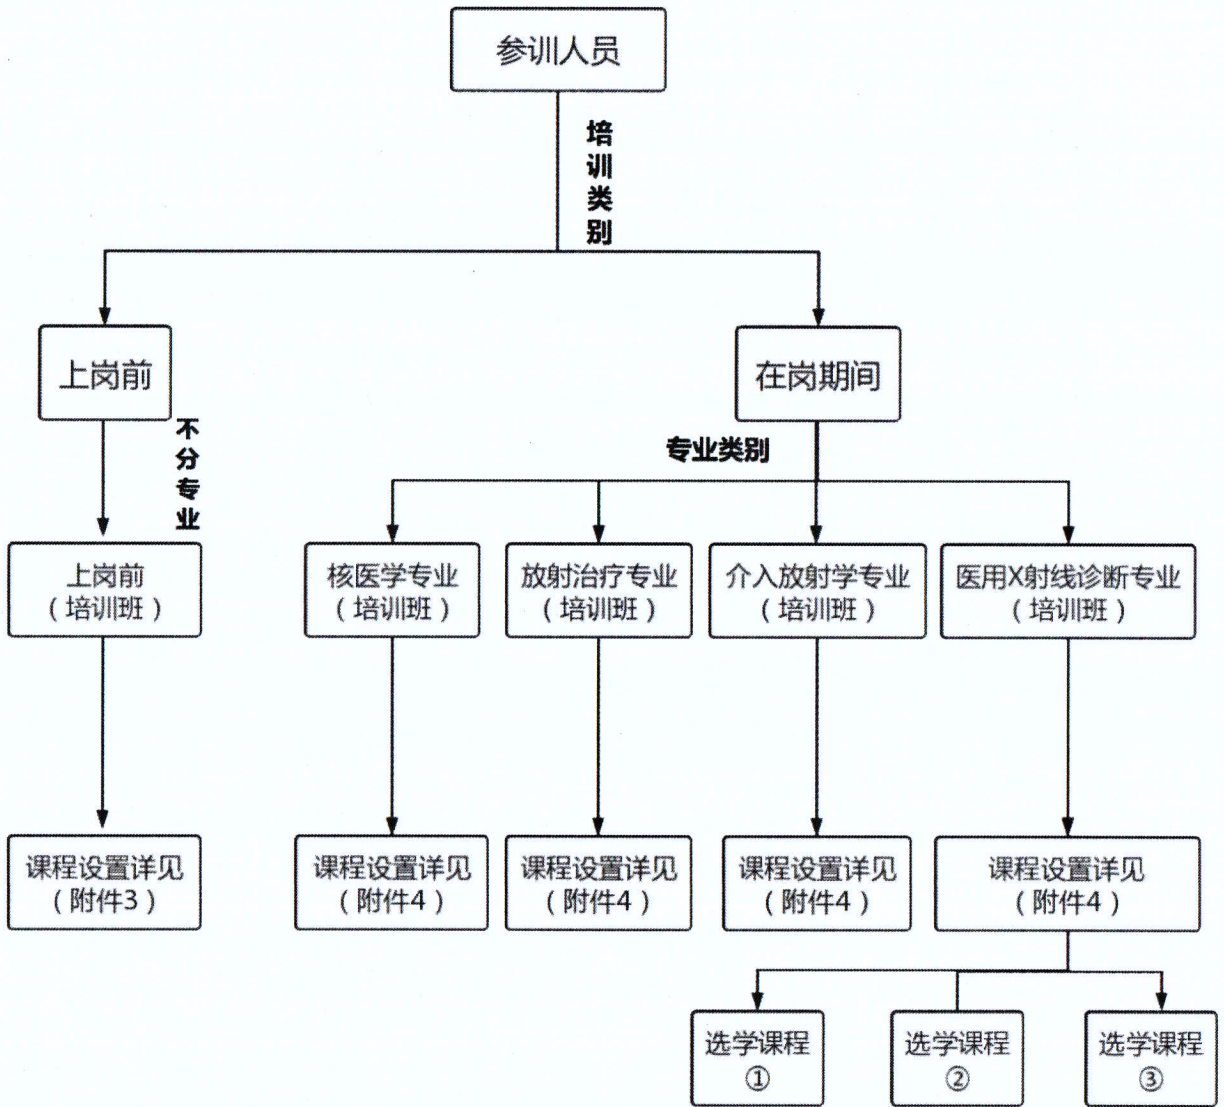 参训人员
培训类别
上岗前
在岗期间
不分专业
专业类别
上岗前
（培训班）
核医学专业
（培训班）
放射治疗专业
（培训班）
介入放射学专业
（培训班）
医用X射线诊断专业
（培训班）
课程设置详见
（附件3）
课程设置详见
（附件4）
课程设置详见
（附件4）
课程设置详见
（附件4）
课程设置详见
（附件4）
选学课程
①
选学课程
②
选学课程
③